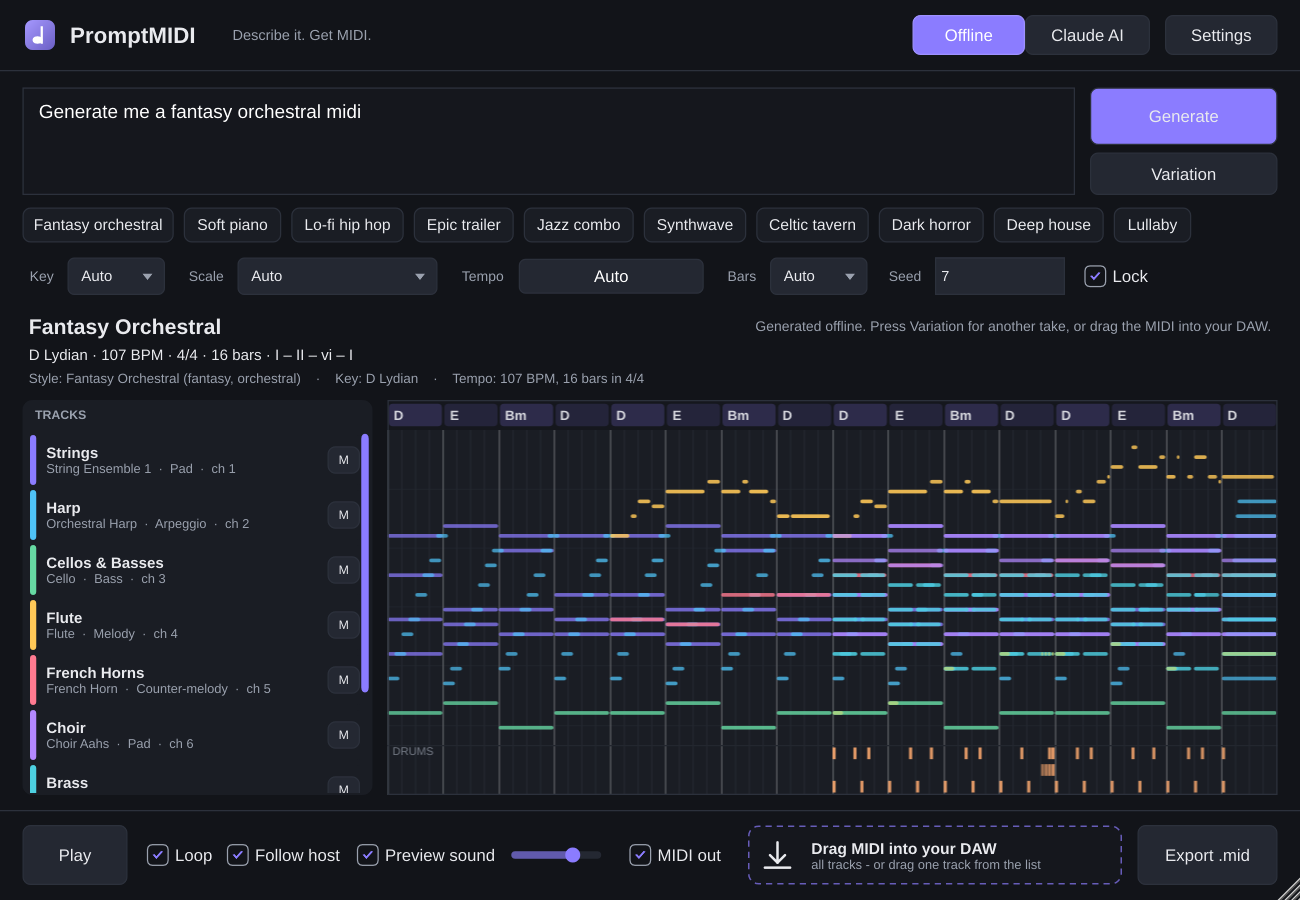 PromptMIDI Describe it. Get MIDI. Offline Claude AI Settings
Generate me a fantasy orchestral midi
Generate
Variation
Fantasy orchestral Soft piano Lo-fi hip hop Epic trailer Jazz combo Synthwave Celtic tavern Dark horror Deep house Lullaby
Key Auto Scale Auto Tempo Auto Bars Auto Seed 7 Lock
Fantasy Orchestral
Generated offline. Press Variation for another take, or drag the MIDI into your DAW.
D Lydian · 107 BPM · 4/4 · 16 bars · I – II – vi – I
Style: Fantasy Orchestral (fantasy, orchestral) · Key: D Lydian · Tempo: 107 BPM, 16 bars in 4/4
TRACKS
D E Bm D D E Bm D D E Bm D D E Bm D
Strings
String Ensemble 1 · Pad · ch 1
M
Harp
Orchestral Harp · Arpeggio · ch 2
M
Cellos & Basses
Cello · Bass · ch 3
M
Flute
Flute · Melody · ch 4
M
French Horns
French Horn · Counter-melody · ch 5
M
Choir
Choir Aahs · Pad · ch 6
M
Brass
M
DRUMS
Play Loop Follow host Preview sound MIDI out
Drag MIDI into your DAW
all tracks - or drag one track from the list
Export .mid